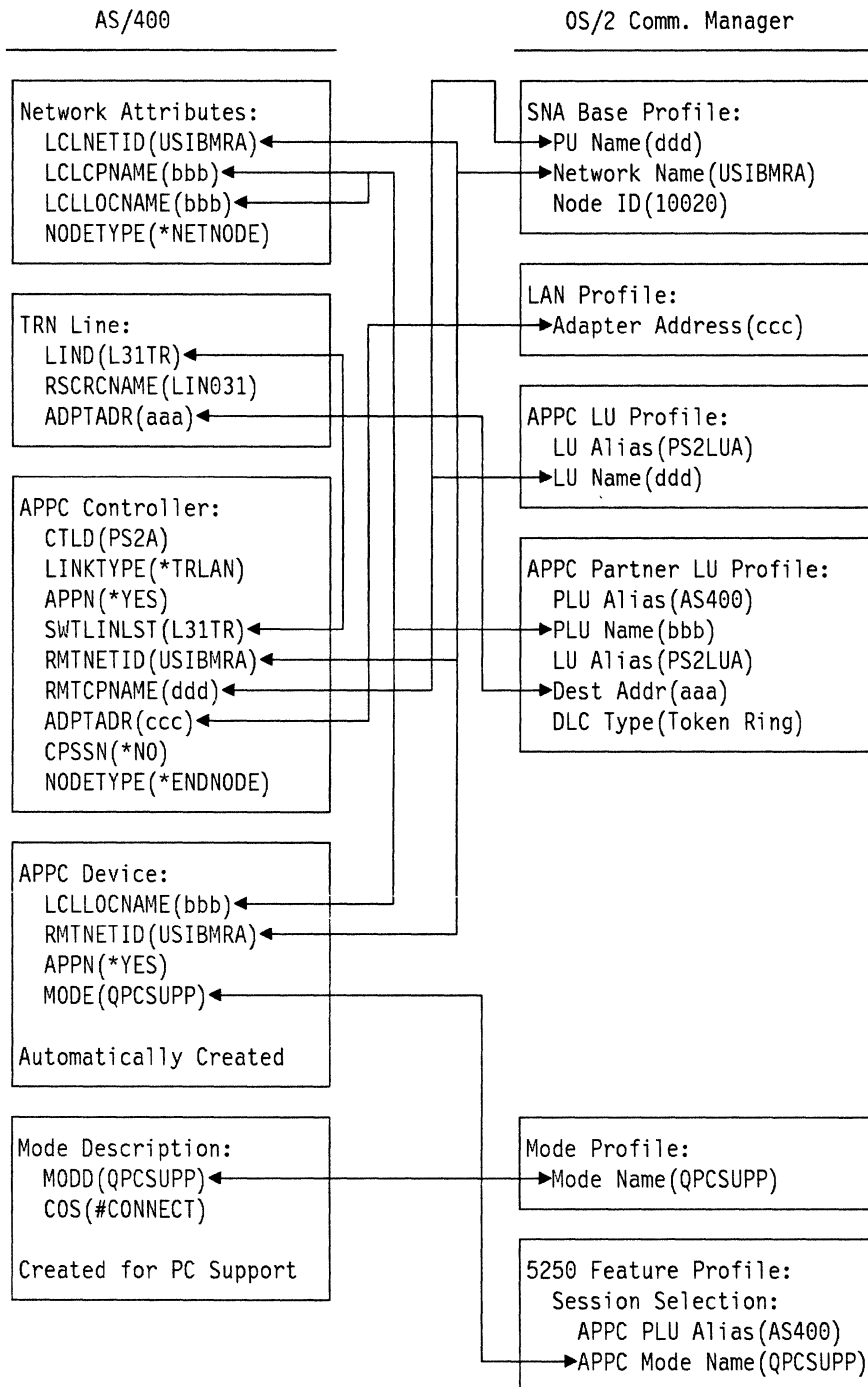 AS/400
Network Attributes:
LCLNETID(USIBMRA)
LCLCPNAME(bbb)
LCLLOCNAME(bbb)
NODETYPE(*NETNODE)
TRN Line:
LIND(L31TR)
RSCRCNAME(LIN031)
ADPTADR(aaa)
APPC Controller:
CTLD(PS2A)
LINKTYPE(*TRLAN)
APPN(*YES)
SWTLINLST(L31TR)
RMTNETID(USIBMRA)
RMTCPNAME(ddd)
ADPTADR(ccc)
CPSSN(*NO)
NODETYPE(*ENDNODE)
APPC Device:
LCLLOCNAME(bbb)
RMTNETID(USIBMRA)
APPN(*YES)
MODE(QPCSUPP)
Automatically Created
Mode Description:
MODD(QPCSUPP)
COS(#CONNECT)
Created for PC Support
OS/2 Comm. Manager
SNA Base Profile:
PU Name(ddd)
Network Name(USIBMRA)
Node ID(10020)
LAN Profile:
Adapter Address(ccc)
APPC LU Profile:
LU Alias(PS2LUA)
LU Name(ddd)
APPC Partner LU Profile:
PLU Alias(AS400)
PLU Name(bbb)
LU Alias(PS2LUA)
Dest Addr(aaa)
DLC Type(Token Ring)
Mode Profile:
Mode Name(QPCSUPP)
5250 Feature Profile:
Session Selection:
APPC PLU Alias(AS400)
APPC Mode Name(QPCSUPP)